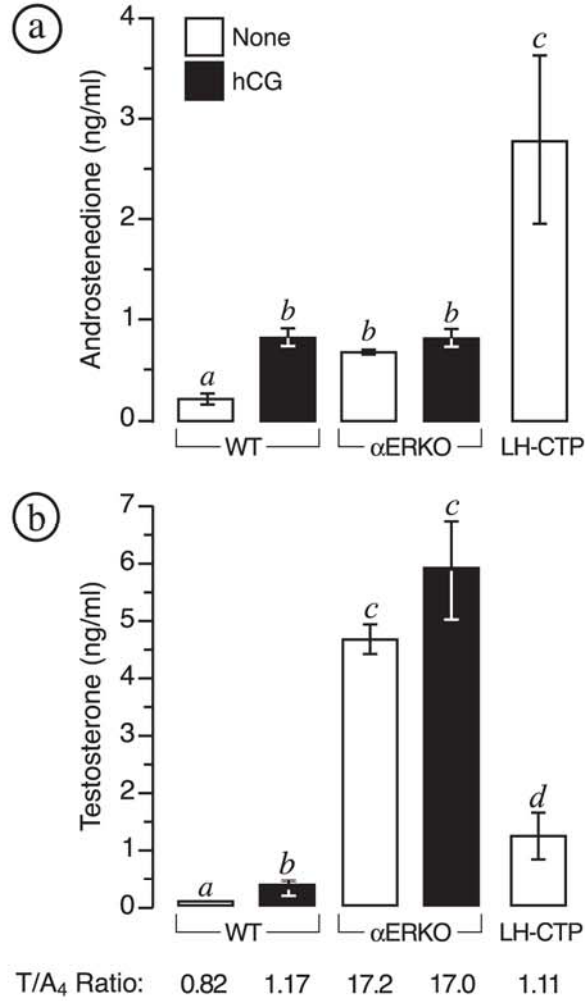 a
None
hCG
Androstenedione (ng/ml)
4
3
2
1
0
a
b
b
b
c
WT
αERKO
LH-CTP
b
Testosterone (ng/ml)
7
6
5
4
3
2
1
0
a
b
c
c
d
WT
αERKO
LH-CTP
T/A₄ Ratio: 0.82 1.17 17.2 17.0 1.11